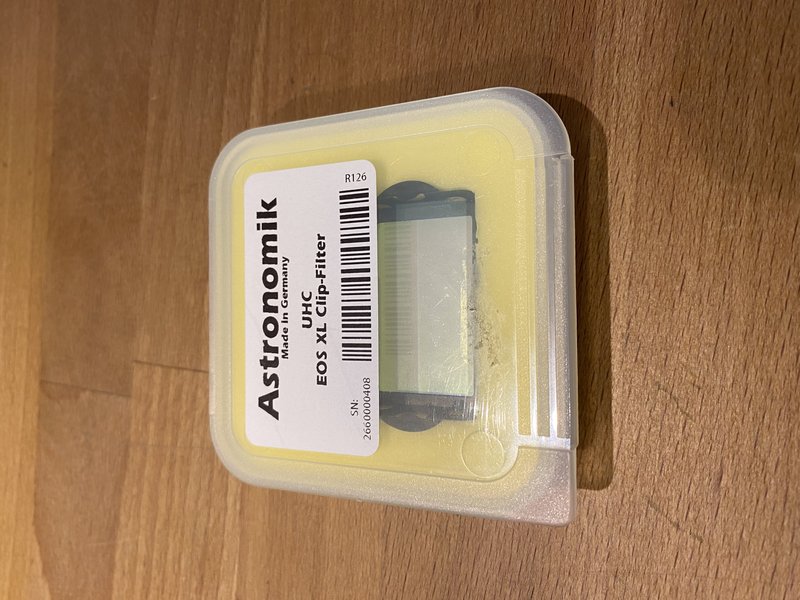 Astronomik
Made in Germany
UHC
EOS XL Clip-Filter
SN:
2660000408
R126